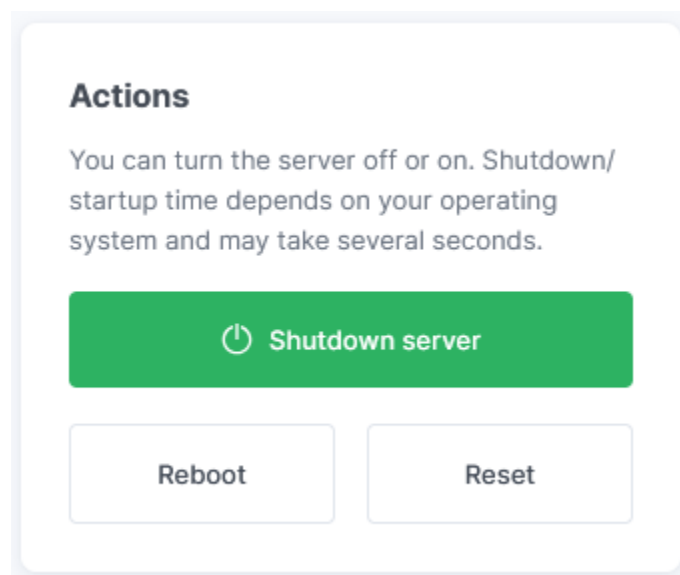 Actions
You can turn the server off or on. Shutdown/
startup time depends on your operating
system and may take several seconds.
Shutdown server
Reboot
Reset